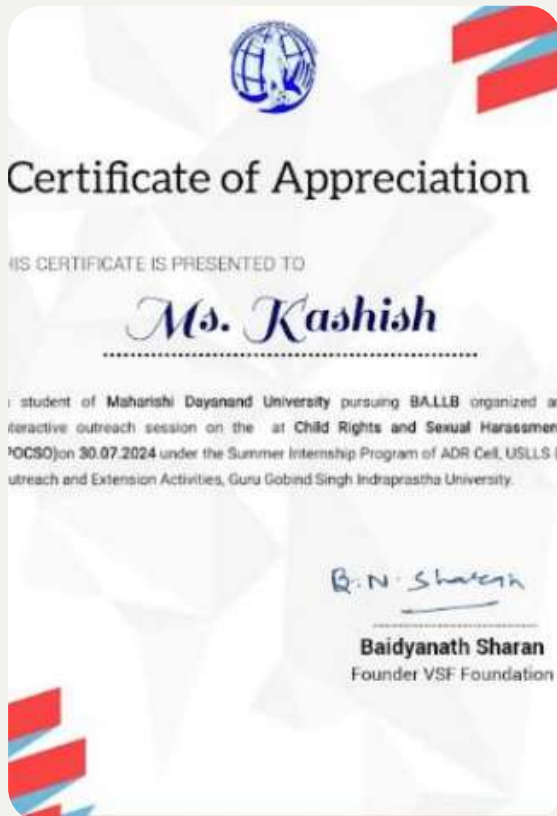 Certificate of Appreciation
HIS CERTIFICATE IS PRESENTED TO
Ms. Kashish
student of Maharishi Dayanand University pursuing BA.LLB organized a
nteractive outreach session on the at Child Rights and Sexual Harassmen
POCSO)on 30.07.2024 under the Summer Internship Program of ADR Cell, USLLS
utreach and Extension Activities, Guru Gobind Singh Indraprastha University.
B.N. Sharan
Baidyanath Sharan
Founder VSF Foundation